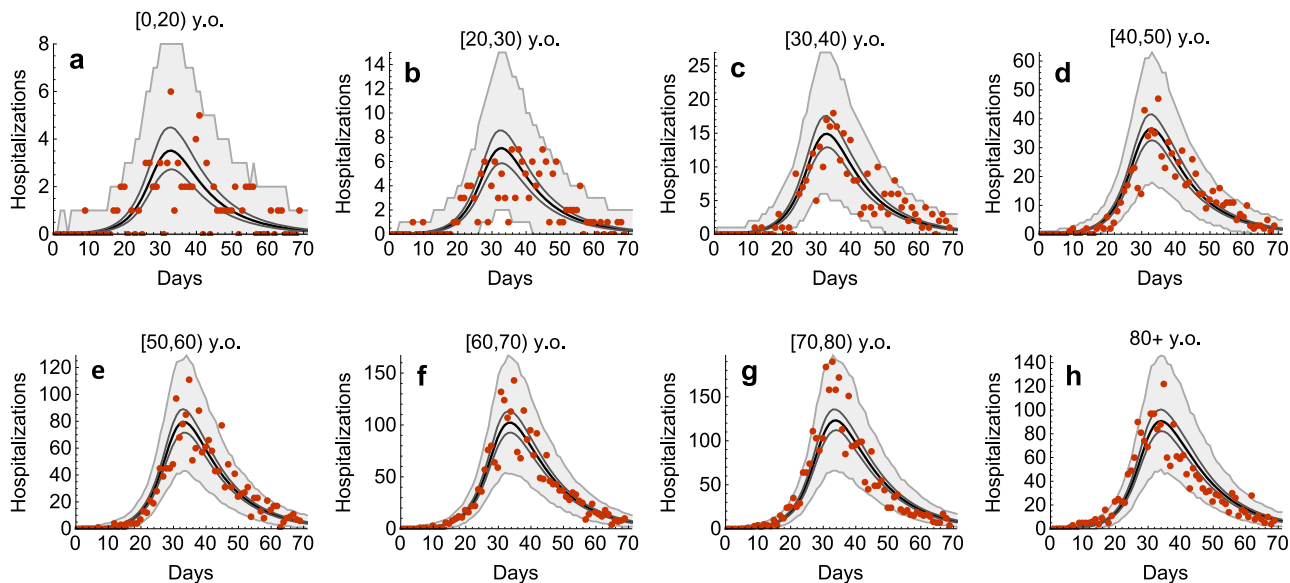 [0,20) y.o.
a
Hospitalizations
8
6
4
2
0
0 10 20 30 40 50 60 70
Days
[20,30) y.o.
b
Hospitalizations
14
12
10
8
6
4
2
0
0 10 20 30 40 50 60 70
Days
[30,40) y.o.
c
Hospitalizations
25
20
15
10
5
0
0 10 20 30 40 50 60 70
Days
[40,50) y.o.
d
Hospitalizations
60
50
40
30
20
10
0
0 10 20 30 40 50 60 70
Days
[50,60) y.o.
e
Hospitalizations
120
100
80
60
40
20
0
0 10 20 30 40 50 60 70
Days
[60,70) y.o.
f
Hospitalizations
150
100
50
0
0 10 20 30 40 50 60 70
Days
[70,80) y.o.
g
Hospitalizations
150
100
50
0
0 10 20 30 40 50 60 70
Days
80+ y.o.
h
Hospitalizations
140
120
100
80
60
40
20
0
0 10 20 30 40 50 60 70
Days